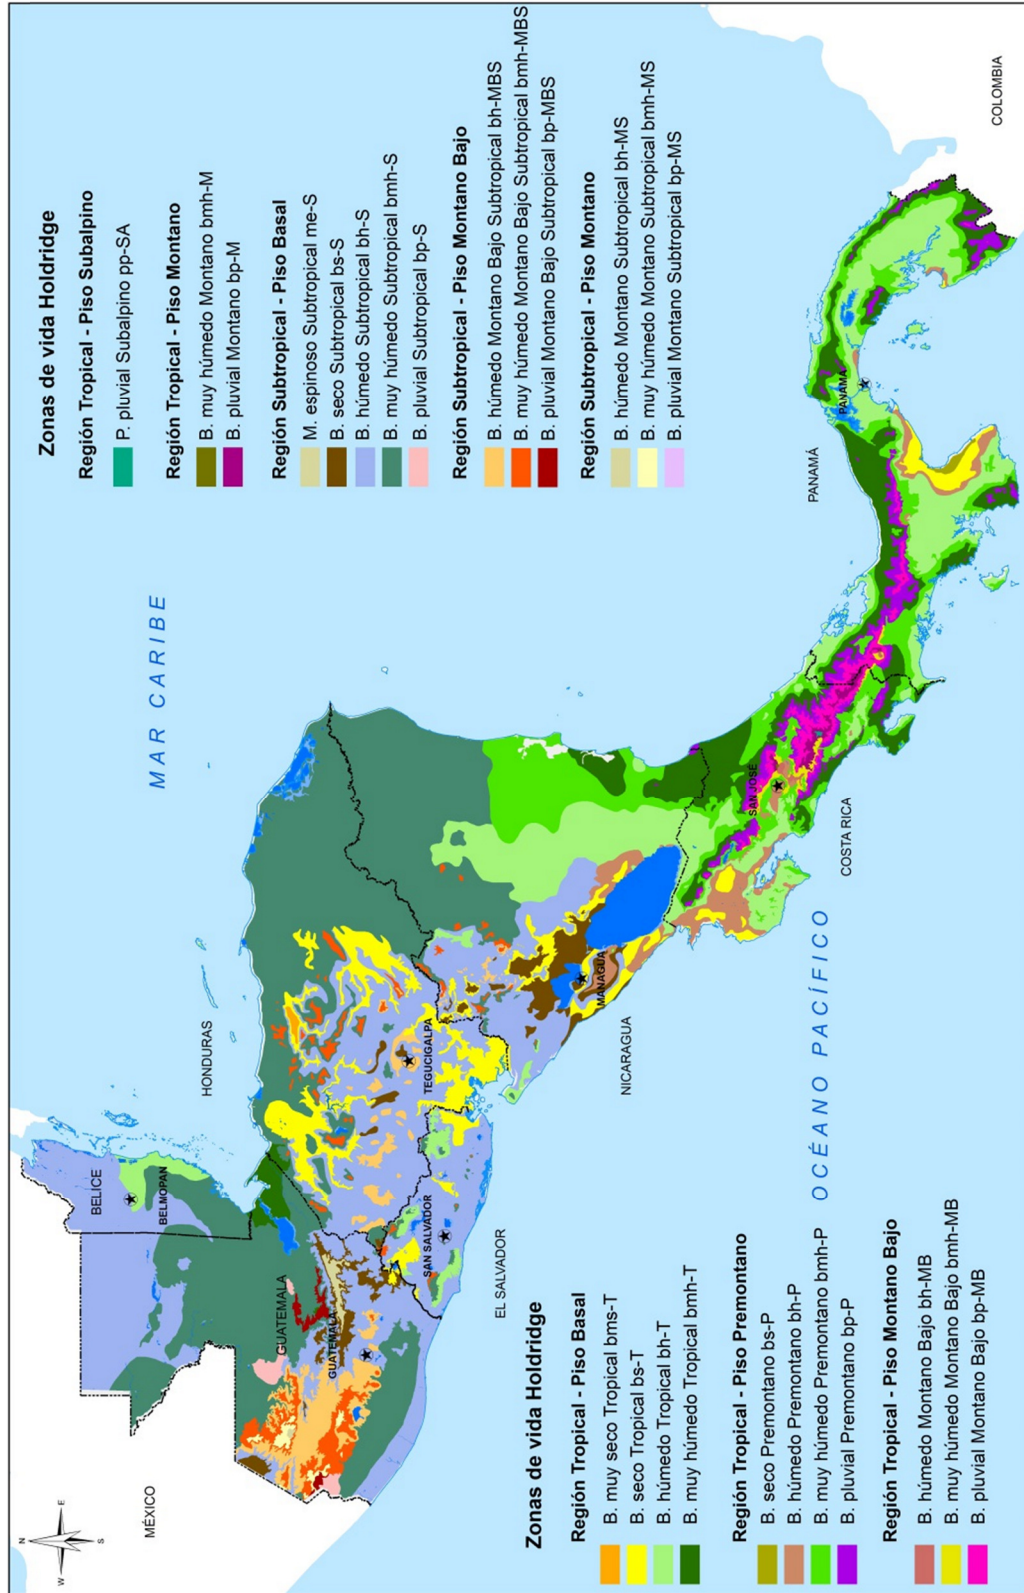 Zonas de vida Holdridge
Región Tropical - Piso Subalpino
P. pluvial Subalpino pp-SA
Región Tropical - Piso Montano
B. muy húmedo Montano bmh-M
B. pluvial Montano bp-M
Región Subtropical - Piso Basal
M. espinoso Subtropical me-S
B. seco Subtropical bs-S
B. húmedo Subtropical bh-S
B. muy húmedo Subtropical bmh-S
B. pluvial Subtropical bp-S
Región Subtropical - Piso Montano Bajo
B. húmedo Montano Bajo Subtropical bh-MBS
B. muy húmedo Montano Bajo Subtropical bmh-MBS
B. pluvial Montano Bajo Subtropical bp-MBS
Región Subtropical - Piso Montano
B. húmedo Montano Subtropical bh-MS
B. muy húmedo Montano Subtropical bmh-MS
B. pluvial Montano Subtropical bp-MS
N
W
E
S
MÉXICO
BELICE
BELMOPAN
GUATEMALA
GUATEMALA
HONDURAS
TEGUCIGALPA
SAN SALVADOR
EL SALVADOR
MAR CARIBE
MANAGUA
NICARAGUA
SAN JOSÉ
COSTA RICA
PANAMÁ
PANAMÁ
COLOMBIA
OCÉANO PACÍFICO
Zonas de vida Holdridge
Región Tropical - Piso Basal
B. muy seco Tropical bms-T
B. seco Tropical bs-T
B. húmedo Tropical bh-T
B. muy húmedo Tropical bmh-T
Región Tropical - Piso Premontano
B. seco Premontano bs-P
B. húmedo Premontano bh-P
B. muy húmedo Premontano bmh-P
B. pluvial Premontano bp-P
Región Tropical - Piso Montano Bajo
B. húmedo Montano Bajo bh-MB
B. muy húmedo Montano Bajo bmh-MB
B. pluvial Montano Bajo bp-MB